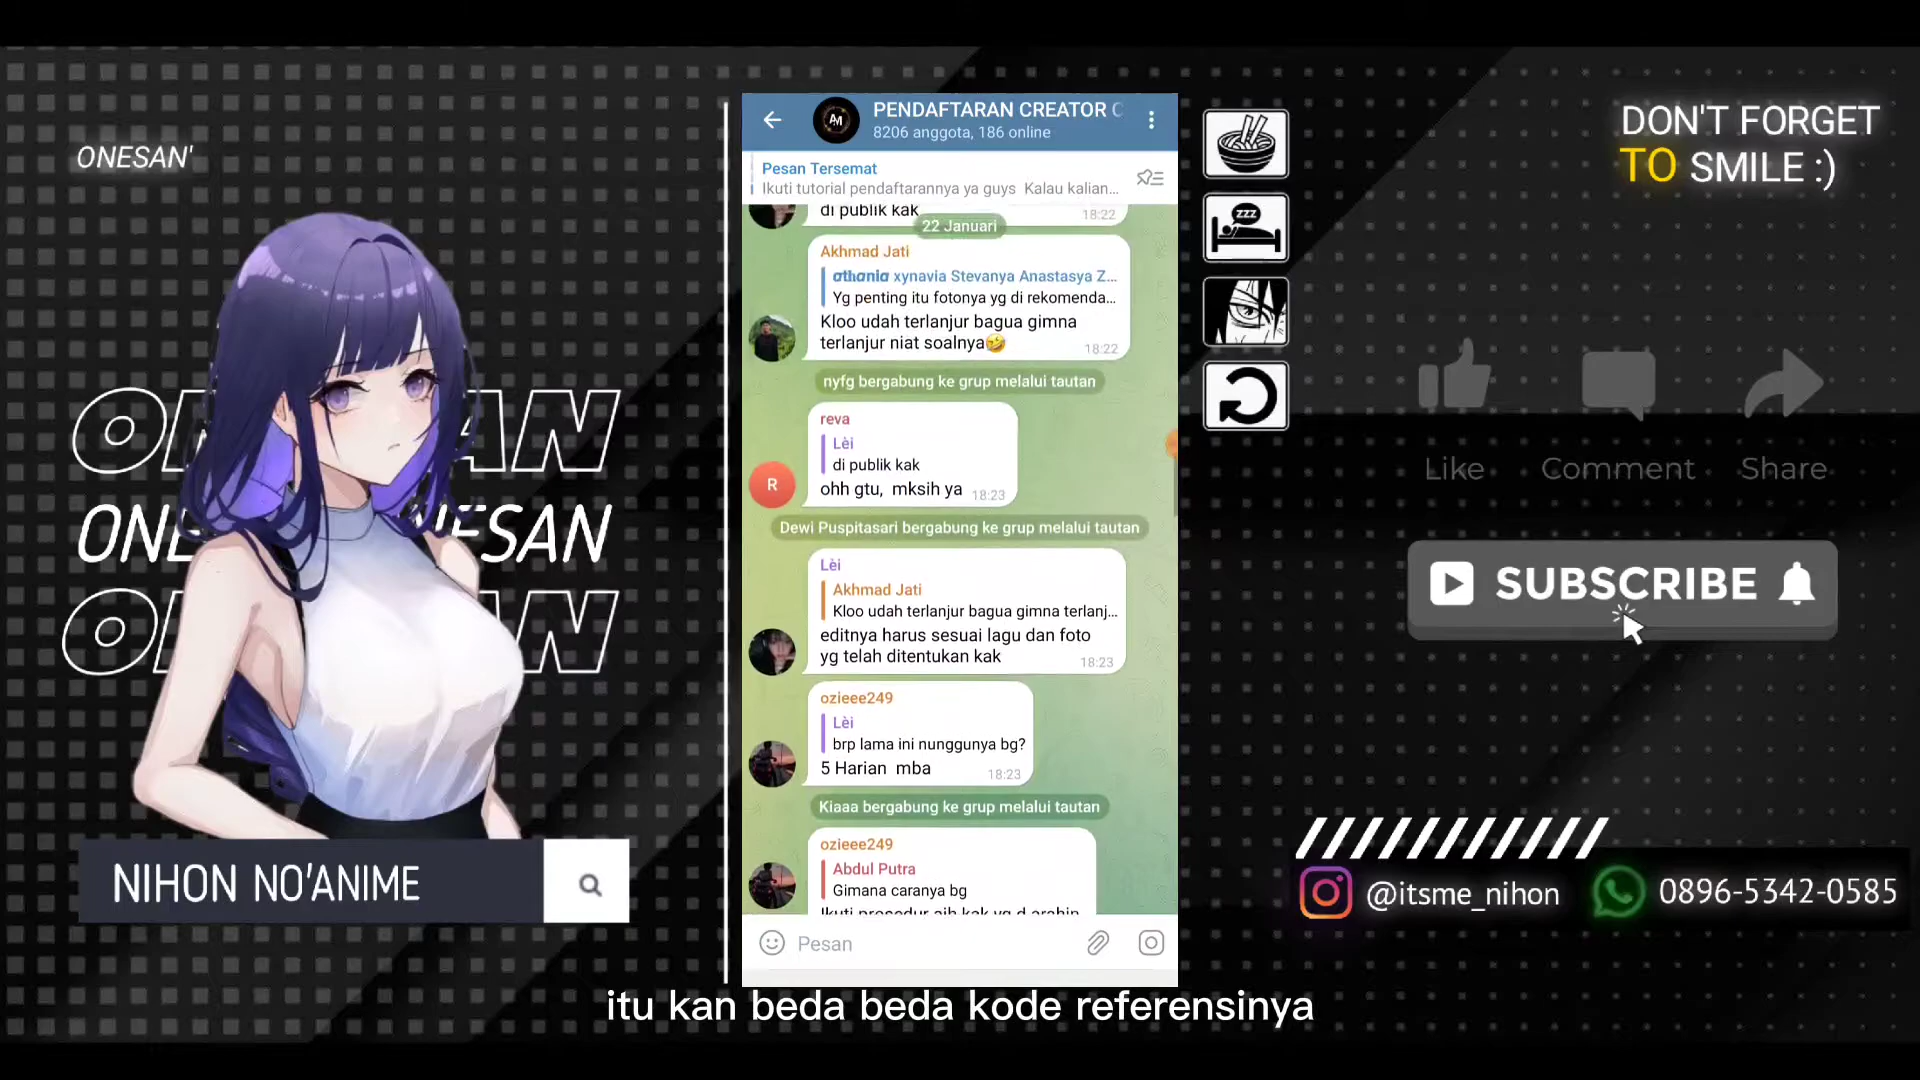 ONESAN'
ONESAN
NIHON NO'ANIME
PENDAFTARAN CREATOR
8206 anggota, 186 online
Pesan Tersemat
Ikuti tutorial pendaftarannya ya guys Kalau kalian...
di publik kak
18:22
22 Januari
Akhmad Jati
athania xynavia Stevanya Anastasya Z...
Yg penting itu fotonya yg di rekomenda...
Kloo udah terlanjur bagua gimna
terlanjur niat soalnya🤣
18:22
nyfg bergabung ke grup melalui tautan
reva
Lèi
di publik kak
ohh gtu, mksih ya
18:23
R
Dewi Puspitasari bergabung ke grup melalui tautan
Lèi
Akhmad Jati
Kloo udah terlanjur bagua gimna terlanj...
editnya harus sesuai lagu dan foto
yg telah ditentukan kak
18:23
ozieee249
Lèi
brp lama ini nunggunya bg?
5 Harian mba
18:23
Kiaaa bergabung ke grup melalui tautan
ozieee249
Abdul Putra
Gimana caranya bg
Pesan
zzz
DON'T FORGET
TO SMILE :)
Like Comment Share
SUBSCRIBE
@itsme_nihon
0896-5342-0585
itu kan beda beda kode referensinya